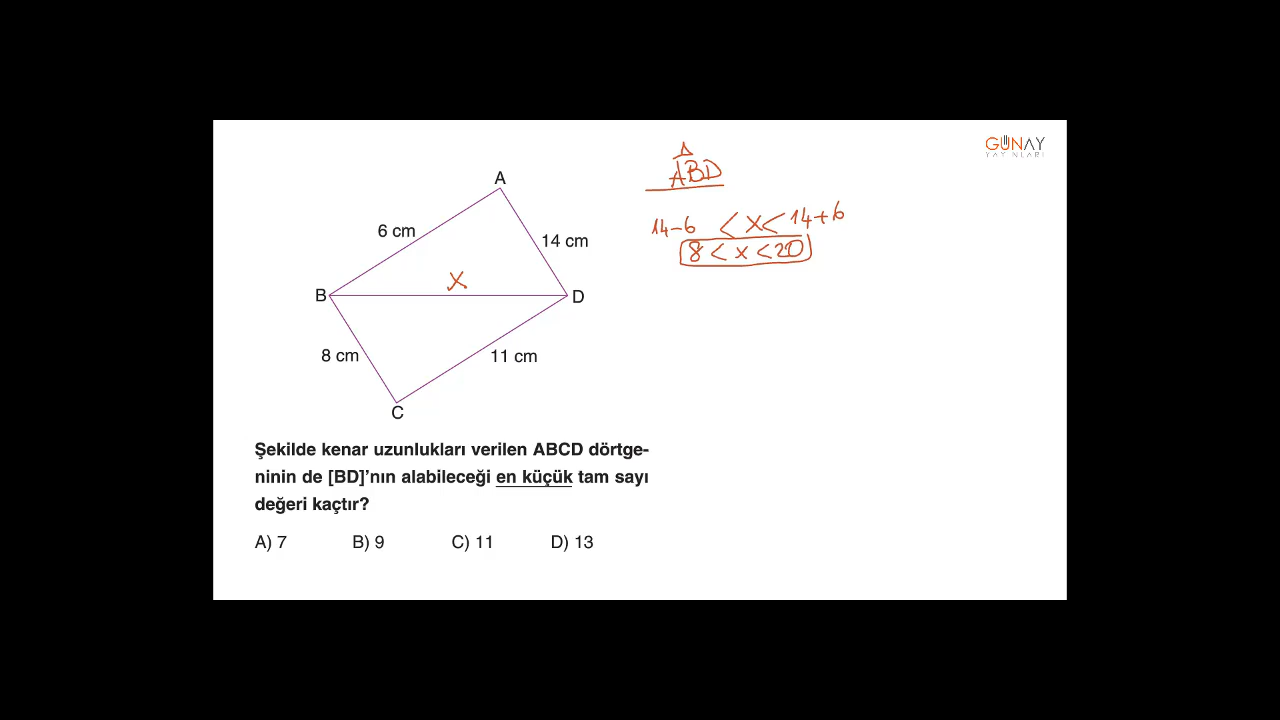 GÜNAY
YAYINLARI
A
6 cm
14 cm
x
B
D
8 cm
11 cm
C
Δ
ABD
14-6 < x < 14+6
8 < x < 20
Şekilde kenar uzunlukları verilen ABCD dörtge-
ninin de [BD]'nın alabileceği en küçük tam sayı
değeri kaçtır?
A) 7 B) 9 C) 11 D) 13